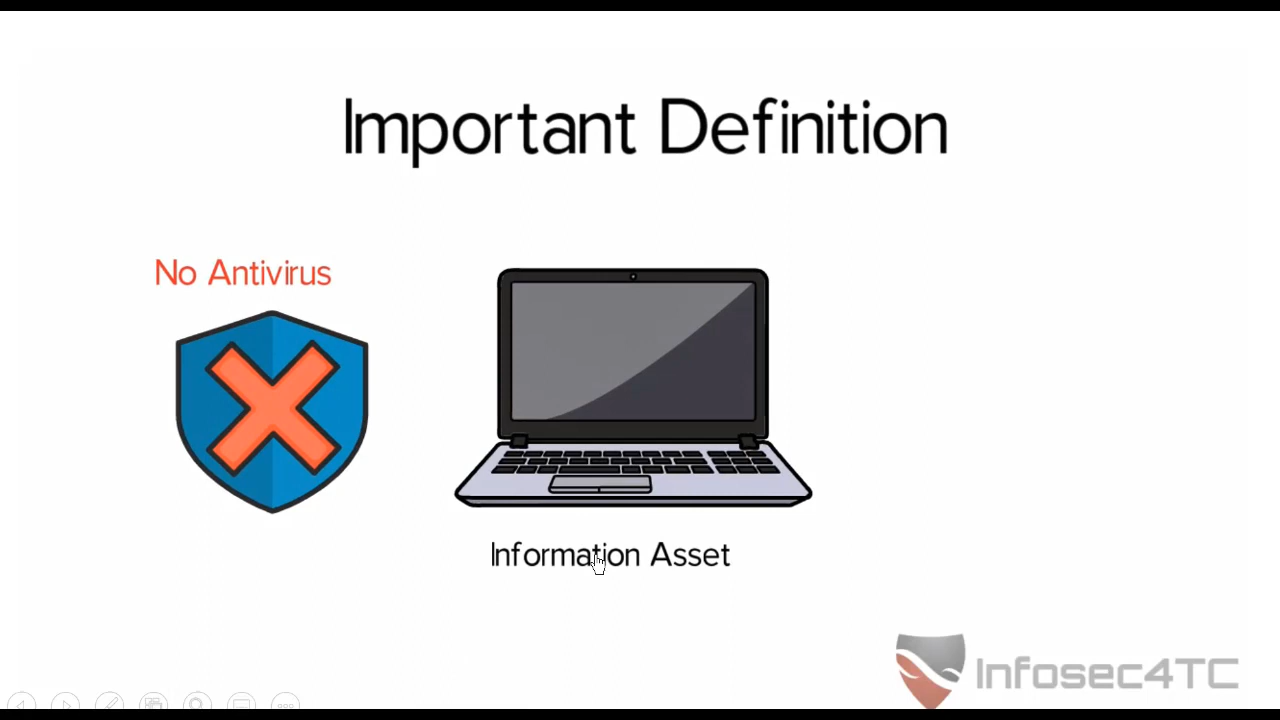 Important Definition
No Antivirus
Information Asset
Infosec4TC